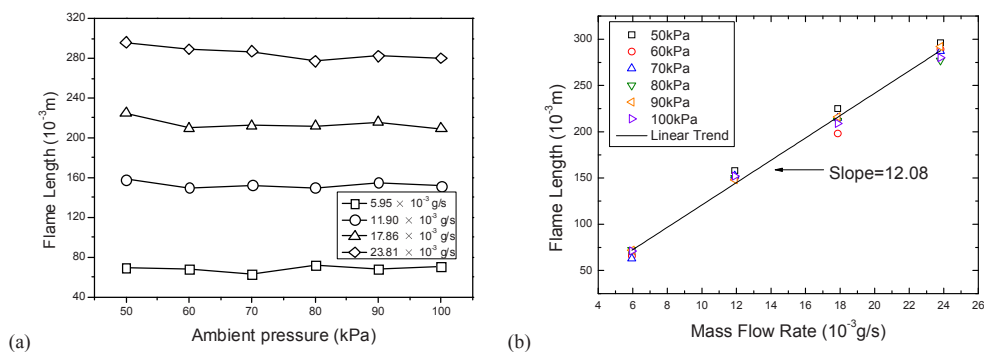 (a)
Flame Length (10⁻³m)
320
280
240
200
160
120
80
40
50 60 70 80 90 100
Ambient pressure (kPa)
5.95 × 10⁻³ g/s
11.90 × 10⁻³ g/s
17.86 × 10⁻³ g/s
23.81 × 10⁻³ g/s
(b)
Flame Length (10⁻³m)
300
250
200
150
100
50
4 6 8 10 12 14 16 18 20 22 24 26
Mass Flow Rate (10⁻³g/s)
50kPa
60kPa
70kPa
80kPa
90kPa
100kPa
Linear Trend
Slope=12.08